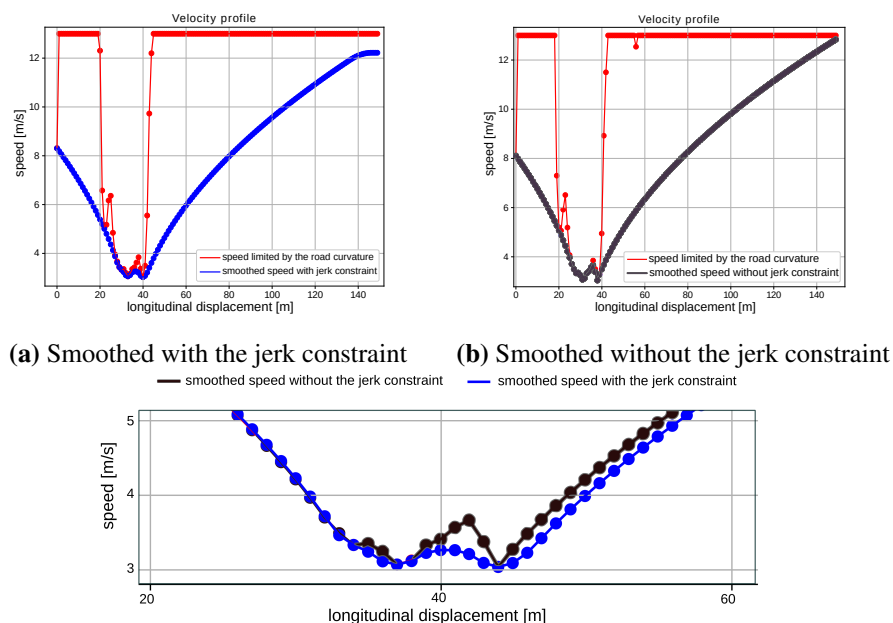 Velocity profile
12
10
8
6
4
speed [m/s]
speed limited by the road curvature
smoothed speed with jerk constraint
0 20 40 60 80 100 120 140
longitudinal displacement [m]
Velocity profile
12
10
8
6
4
speed [m/s]
speed limited by the road curvature
smoothed speed without jerk constraint
0 20 40 60 80 100 120 140
longitudinal displacement [m]
(a) Smoothed with the jerk constraint
(b) Smoothed without the jerk constraint
smoothed speed without the jerk constraint
smoothed speed with the jerk constraint
5
4
3
speed [m/s]
20 40 60
longitudinal displacement [m]